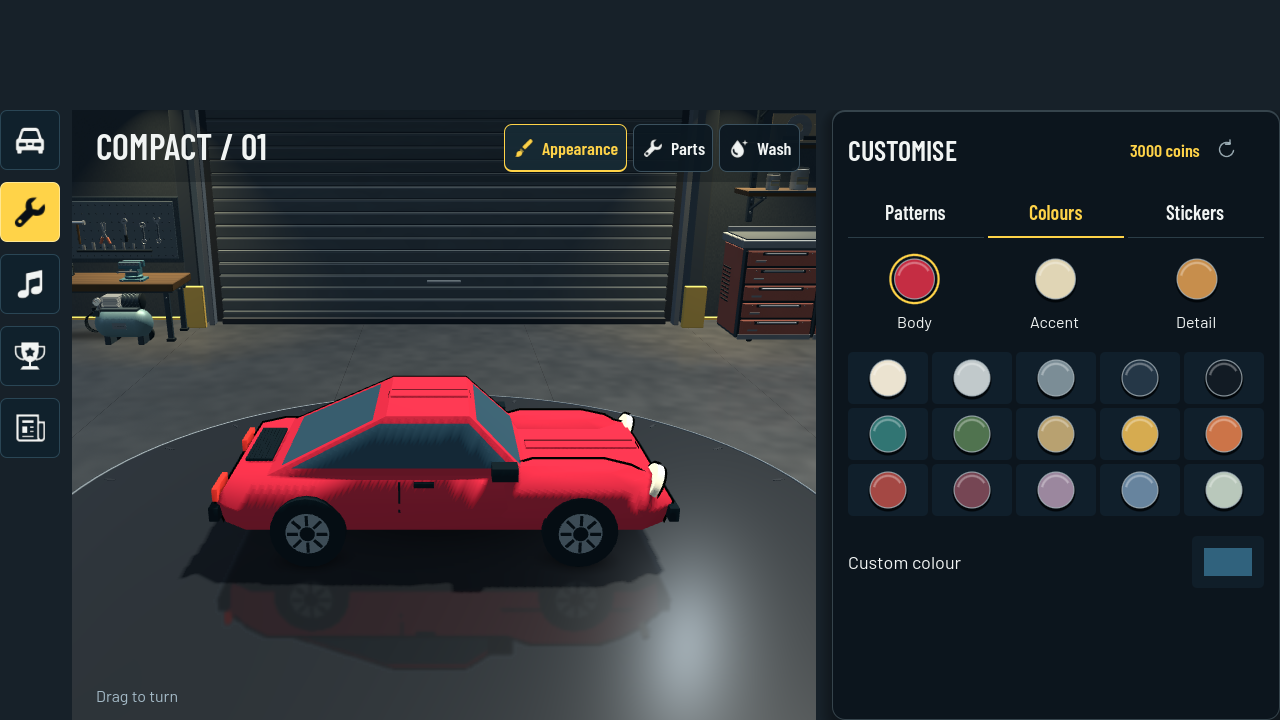 COMPACT / 01
Appearance
Parts
Wash
CUSTOMISE
3000 coins
Patterns
Colours
Stickers
Body
Accent
Detail
Custom colour
Drag to turn